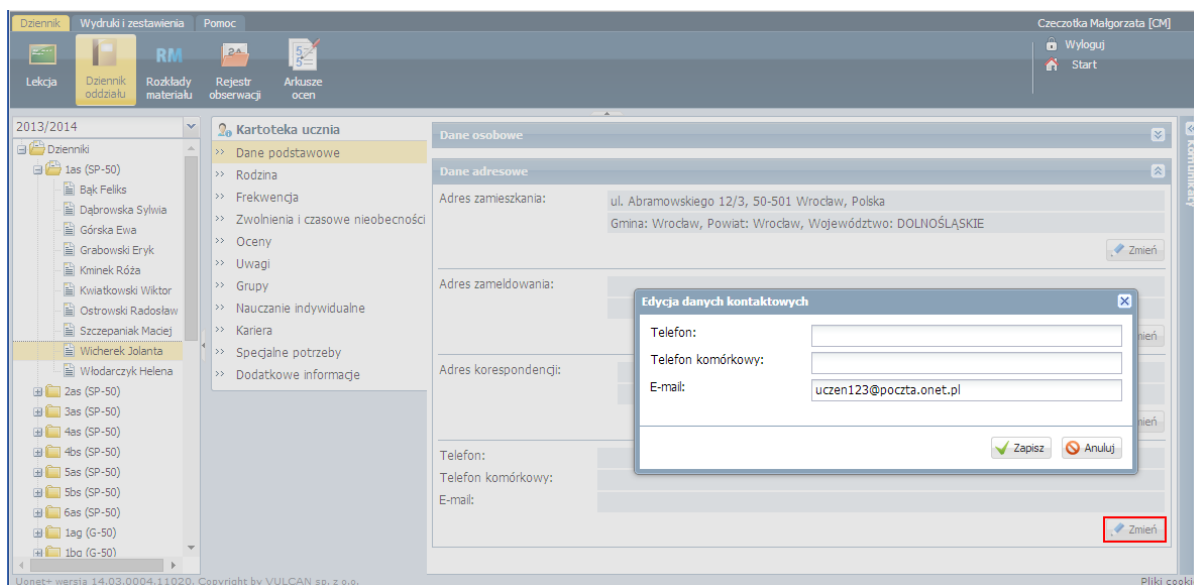 Dziennik Wydruki i zestawienia Pomoc Czeczotka Małgorzata [CM]
Wyloguj
Start
Lekcja Dziennik oddziału RM Rozkłady materiału Rejestr obserwacji Arkusze ocen
2013/2014
Dzienniki
1as (SP-50)
Bąk Feliks
Dąbrowska Sylwia
Górska Ewa
Grabowski Eryk
Kminek Róża
Kwiatkowski Wiktor
Ostrowski Radosław
Szczepaniak Maciej
Wicherek Jolanta
Włodarczyk Helena
2as (SP-50)
3as (SP-50)
4as (SP-50)
4bs (SP-50)
5as (SP-50)
5bs (SP-50)
6as (SP-50)
1ag (G-50)
1bg (G-50)
Kartoteka ucznia
>> Dane podstawowe
>> Rodzina
>> Frekwencja
>> Zwolnienia i czasowe nieobecności
>> Oceny
>> Uwagi
>> Grupy
>> Nauczanie indywidualne
>> Kariera
>> Specjalne potrzeby
>> Dodatkowe informacje
Dane osobowe
Dane adresowe
Adres zamieszkania: ul. Abramowskiego 12/3, 50-501 Wrocław, Polska
Gmina: Wrocław, Powiat: Wrocław, Województwo: DOLNOŚLĄSKIE
Zmień
Adres zameldowania:
mień
Adres korespondencji:
mień
Telefon:
Telefon komórkowy:
E-mail:
Zmień
Edycja danych kontaktowych
Telefon:
Telefon komórkowy:
E-mail: uczen123@poczta.onet.pl
Zapisz Anuluj
Komunikaty
Uonet+ wersja 14.03.0004.11020. Copyright by VULCAN sp. z o.o. Pliki cooki